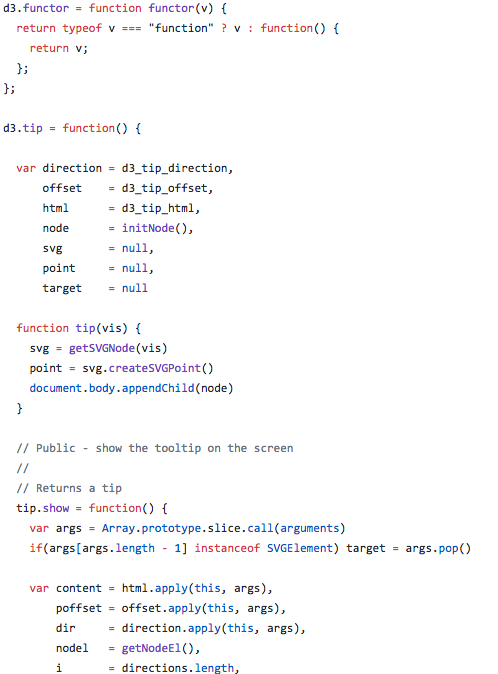 d3.functor = function functor(v) {
  return typeof v === "function" ? v : function() {
    return v;
  };
};

d3.tip = function() {

  var direction = d3_tip_direction,
      offset    = d3_tip_offset,
      html      = d3_tip_html,
      node      = initNode(),
      svg       = null,
      point     = null,
      target    = null

  function tip(vis) {
    svg = getSVGNode(vis)
    point = svg.createSVGPoint()
    document.body.appendChild(node)
  }

  // Public - show the tooltip on the screen
  //
  // Returns a tip
  tip.show = function() {
    var args = Array.prototype.slice.call(arguments)
    if(args[args.length - 1] instanceof SVGElement) target = args.pop()

    var content = html.apply(this, args),
        poffset = offset.apply(this, args),
        dir     = direction.apply(this, args),
        nodel   = getNodeEl(),
        i       = directions.length,